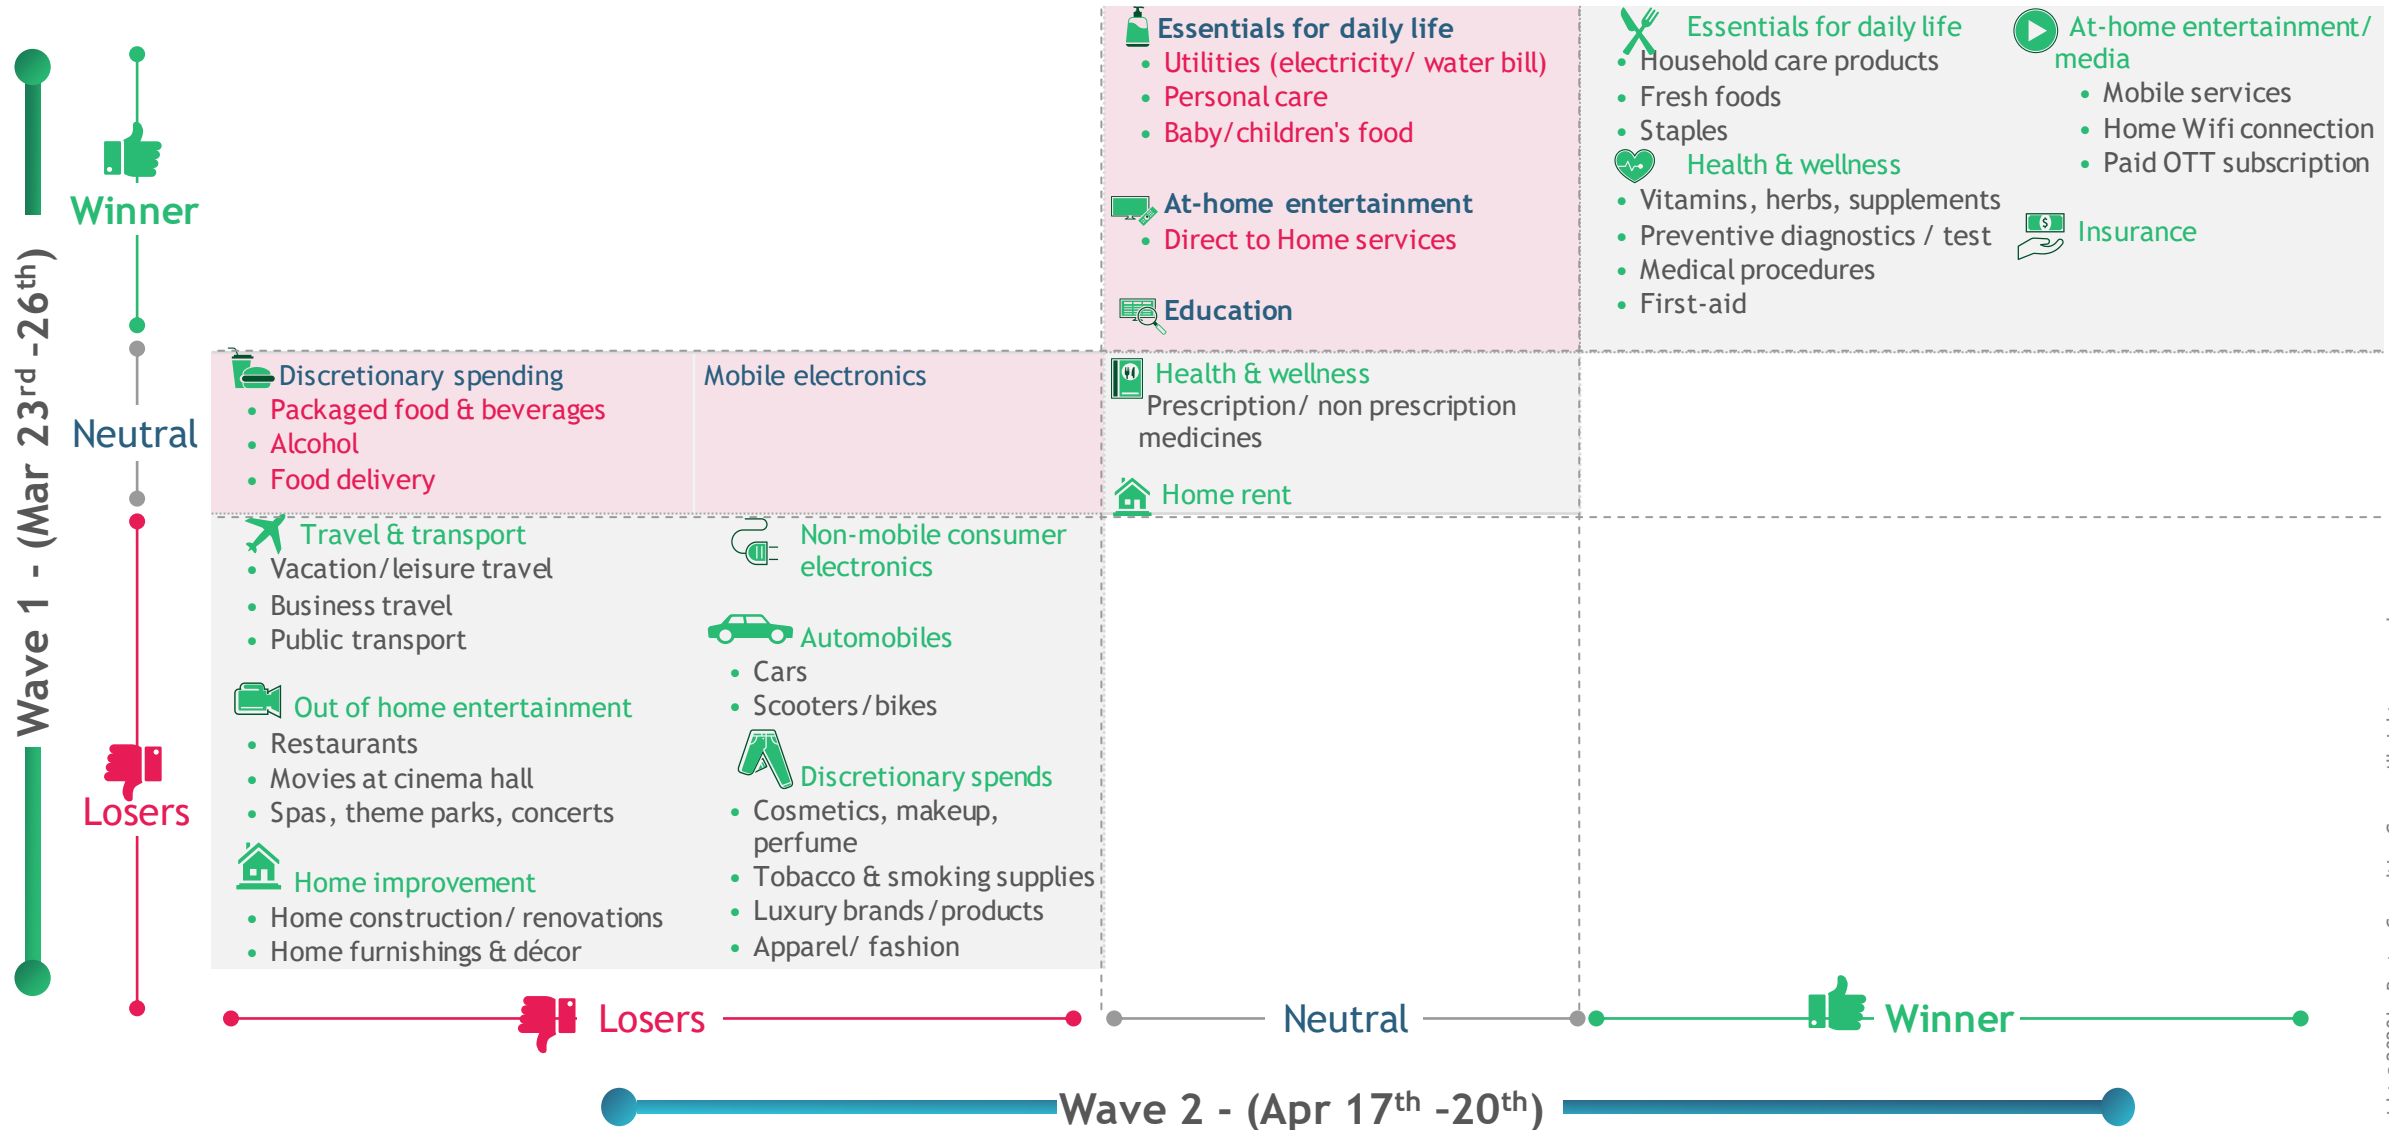 Wave 1 - (Mar 23rd -26th)
Winner
Neutral
Losers
Essentials for daily life
Utilities (electricity/ water bill)
Personal care
Baby/children's food
At-home entertainment
Direct to Home services
Education
Essentials for daily life
Household care products
Fresh foods
Staples
Health & wellness
Vitamins, herbs, supplements
Preventive diagnostics / test
Medical procedures
First-aid
At-home entertainment/
media
Mobile services
Home Wifi connection
Paid OTT subscription
Insurance
Discretionary spending
Packaged food & beverages
Alcohol
Food delivery
Mobile electronics
Health & wellness
Prescription/ non prescription
medicines
Home rent
Travel & transport
Vacation/leisure travel
Business travel
Public transport
Out of home entertainment
Restaurants
Movies at cinema hall
Spas, theme parks, concerts
Home improvement
Home construction/ renovations
Home furnishings & décor
Non-mobile consumer
electronics
Automobiles
Cars
Scooters/bikes
Discretionary spends
Cosmetics, makeup,
perfume
Tobacco & smoking supplies
Luxury brands/products
Apparel/ fashion
Losers
Neutral
Winner
Wave 2 - (Apr 17th -20th)